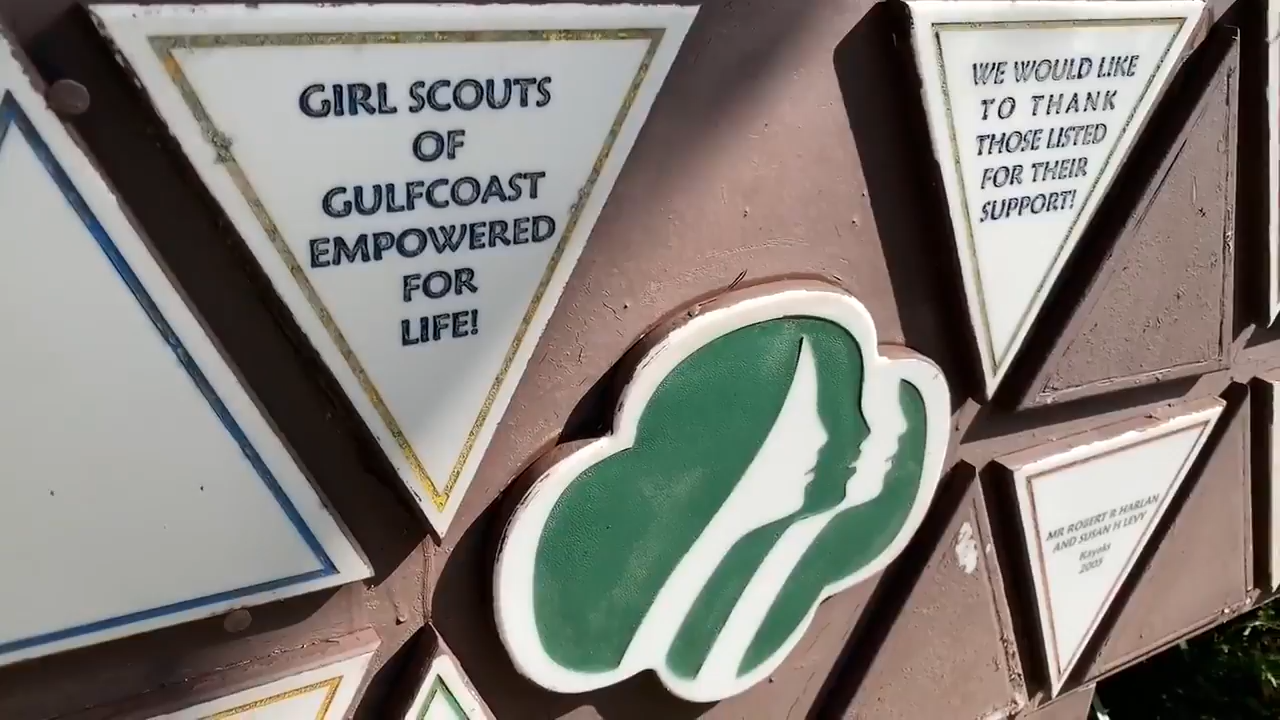 GIRL SCOUTS
OF
GULFCOAST
EMPOWERED
FOR
LIFE!
WE WOULD LIKE
TO THANK
THOSE LISTED
FOR THEIR
SUPPORT!
MR ROBERT R HARLAN
AND SUSAN H LEVY
Kayaks
2005